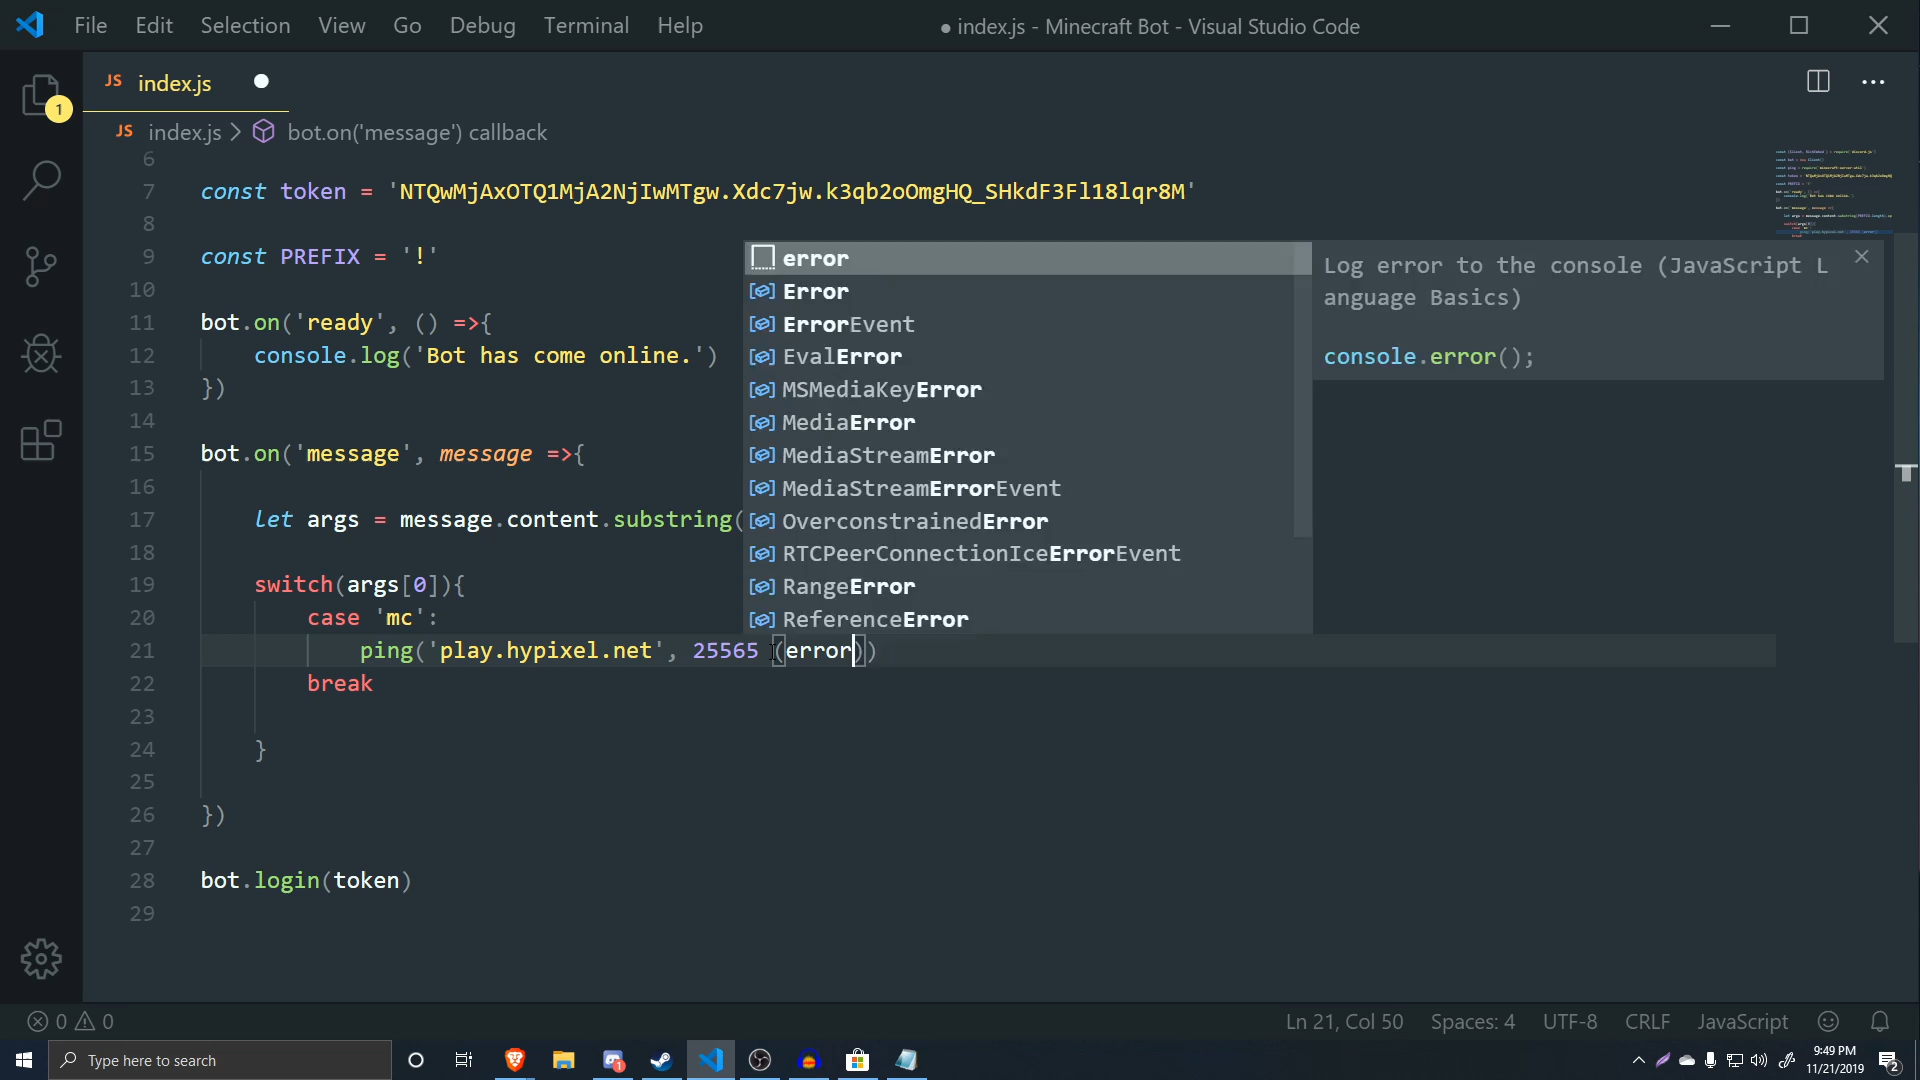 File Edit Selection View Go Debug Terminal Help
● index.js - Minecraft Bot - Visual Studio Code
JS index.js
1
JS index.js > bot.on('message') callback
6
7 const token = 'NTQwMjAxOTQ1MjA2NjIwMTgw.Xdc7jw.k3qb2oOmgHQ_SHkdF3Fl18lqr8M'
8
9 const PREFIX = '!'
10
11 bot.on('ready', () =>{
12 console.log('Bot has come online.')
13 })
14
15 bot.on('message', message =>{
16
17 let args = message.content.substring(
18
19 switch(args[0]){
20 case 'mc':
21 ping('play.hypixel.net', 25565 (error))
22 break
23
24 }
25
26 })
27
28 bot.login(token)
29
error
Error
ErrorEvent
EvalError
MSMediaKeyError
MediaError
MediaStreamError
MediaStreamErrorEvent
OverconstrainedError
RTCPeerConnectionIceErrorEvent
RangeError
ReferenceError
Log error to the console (JavaScript L
anguage Basics)
console.error();
0 0
Ln 21, Col 50 Spaces: 4 UTF-8 CRLF JavaScript
Type here to search
1
9:49 PM
11/21/2019
2